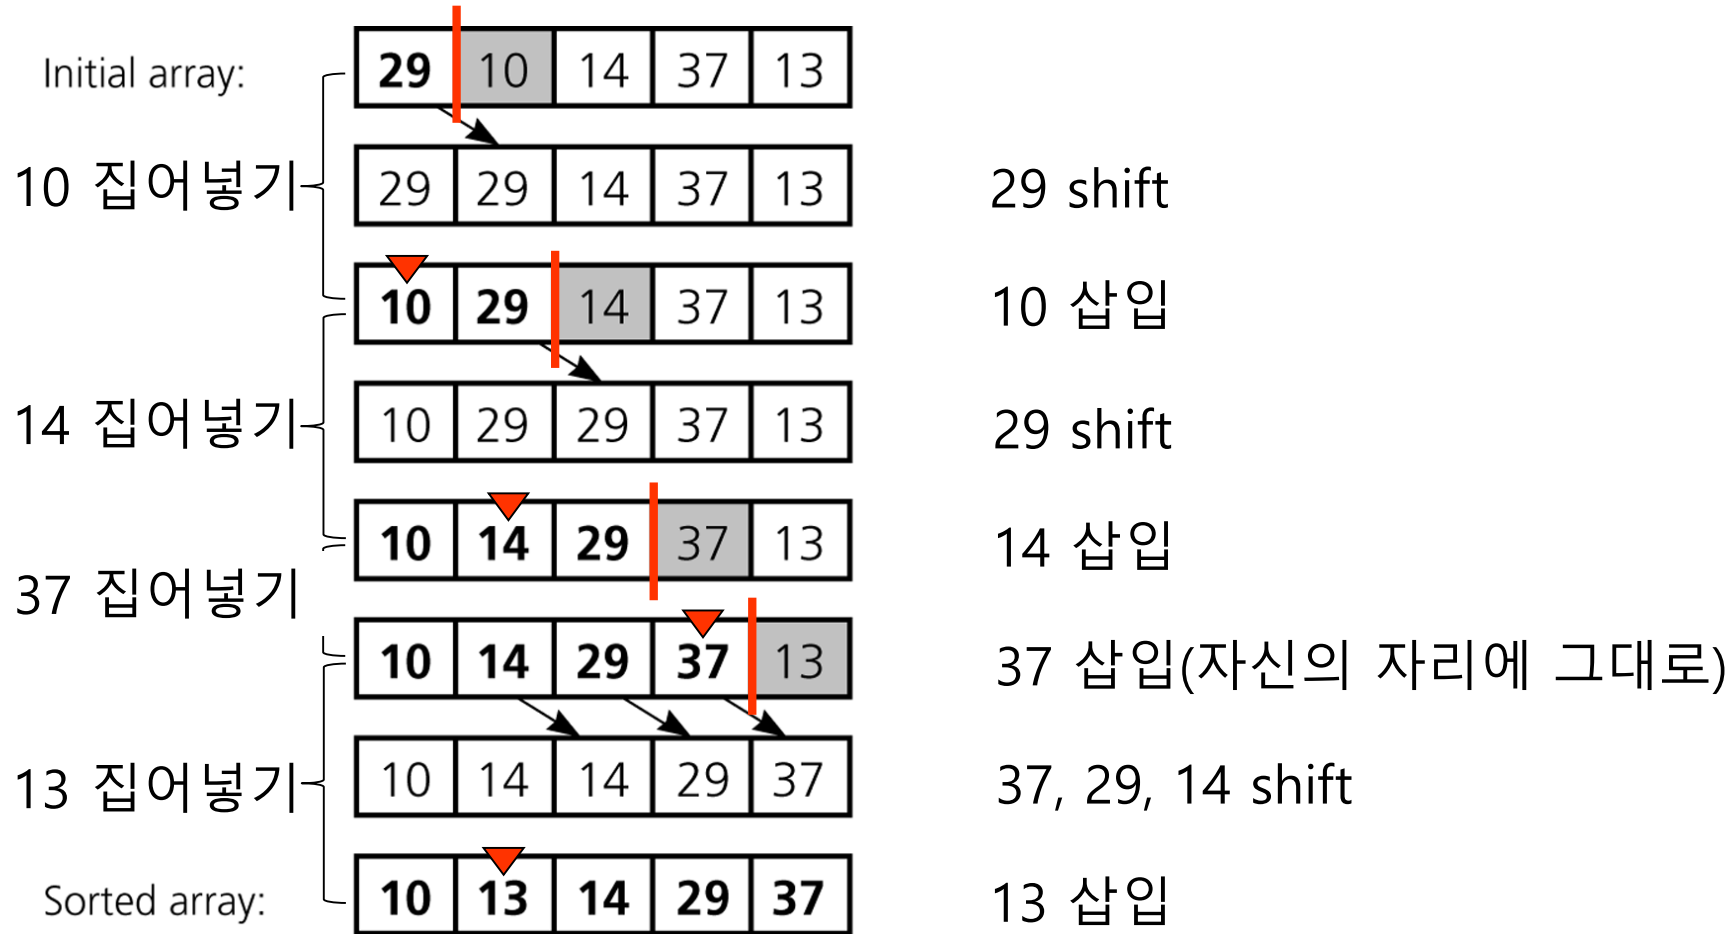 Initial array: 29 10 14 37 13
10 집어넣기 29 29 14 37 13 29 shift
10 29 14 37 13 10 삽입
14 집어넣기 10 29 29 37 13 29 shift
10 14 29 37 13 14 삽입
37 집어넣기
10 14 29 37 13 37 삽입(자신의 자리에 그대로)
13 집어넣기 10 14 14 29 37 37, 29, 14 shift
Sorted array: 10 13 14 29 37 13 삽입